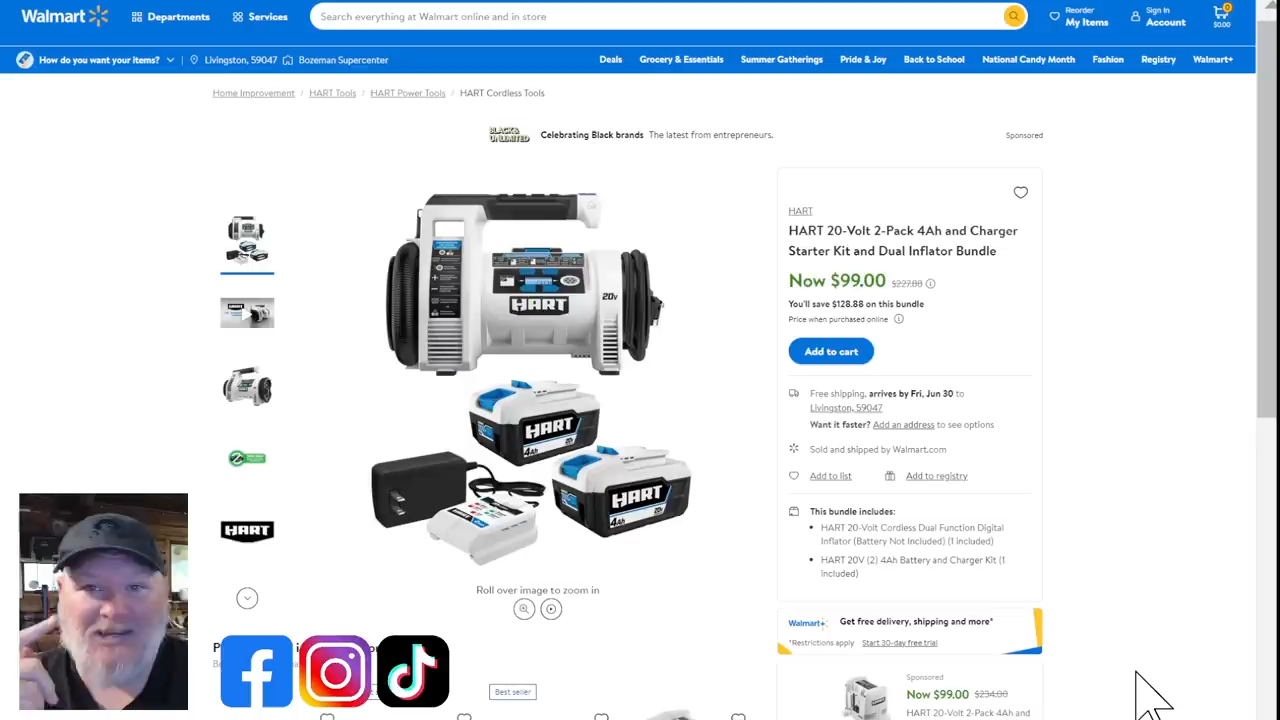 Walmart
Departments
Services
Search everything at Walmart online and in store
Reorder
My Items
Sign In
Account
0
$0.00
How do you want your items?
Livingston, 59047
Bozeman Supercenter
Deals
Grocery & Essentials
Summer Gatherings
Pride & Joy
Back to School
National Candy Month
Fashion
Registry
Walmart+
Home Improvement / HART Tools / HART Power Tools / HART Cordless Tools
BLACK & UNLIMITED
Celebrating Black brands The latest from entrepreneurs.
Sponsored
HART
HART 20-Volt 2-Pack 4Ah and Charger
Starter Kit and Dual Inflator Bundle
Now $99.00 $227.88
You'll save $128.88 on this bundle
Price when purchased online
Add to cart
Free shipping, arrives by Fri, Jun 30 to
Livingston, 59047
Want it faster? Add an address to see options
Sold and shipped by Walmart.com
Add to list
Add to registry
This bundle includes:
HART 20-Volt Cordless Dual Function Digital
Inflator (Battery Not Included) (1 included)
HART 20V (2) 4Ah Battery and Charger Kit (1
included)
HART
20V
HART
4Ah
20v
HART
4Ah
20v
HART
Roll over image to zoom in
Walmart+
Get free delivery, shipping and more*
*Restrictions apply
Start 30-day free trial
Best seller
Sponsored
Now $99.00 $234.00
HART 20-Volt 2-Pack 4Ah and